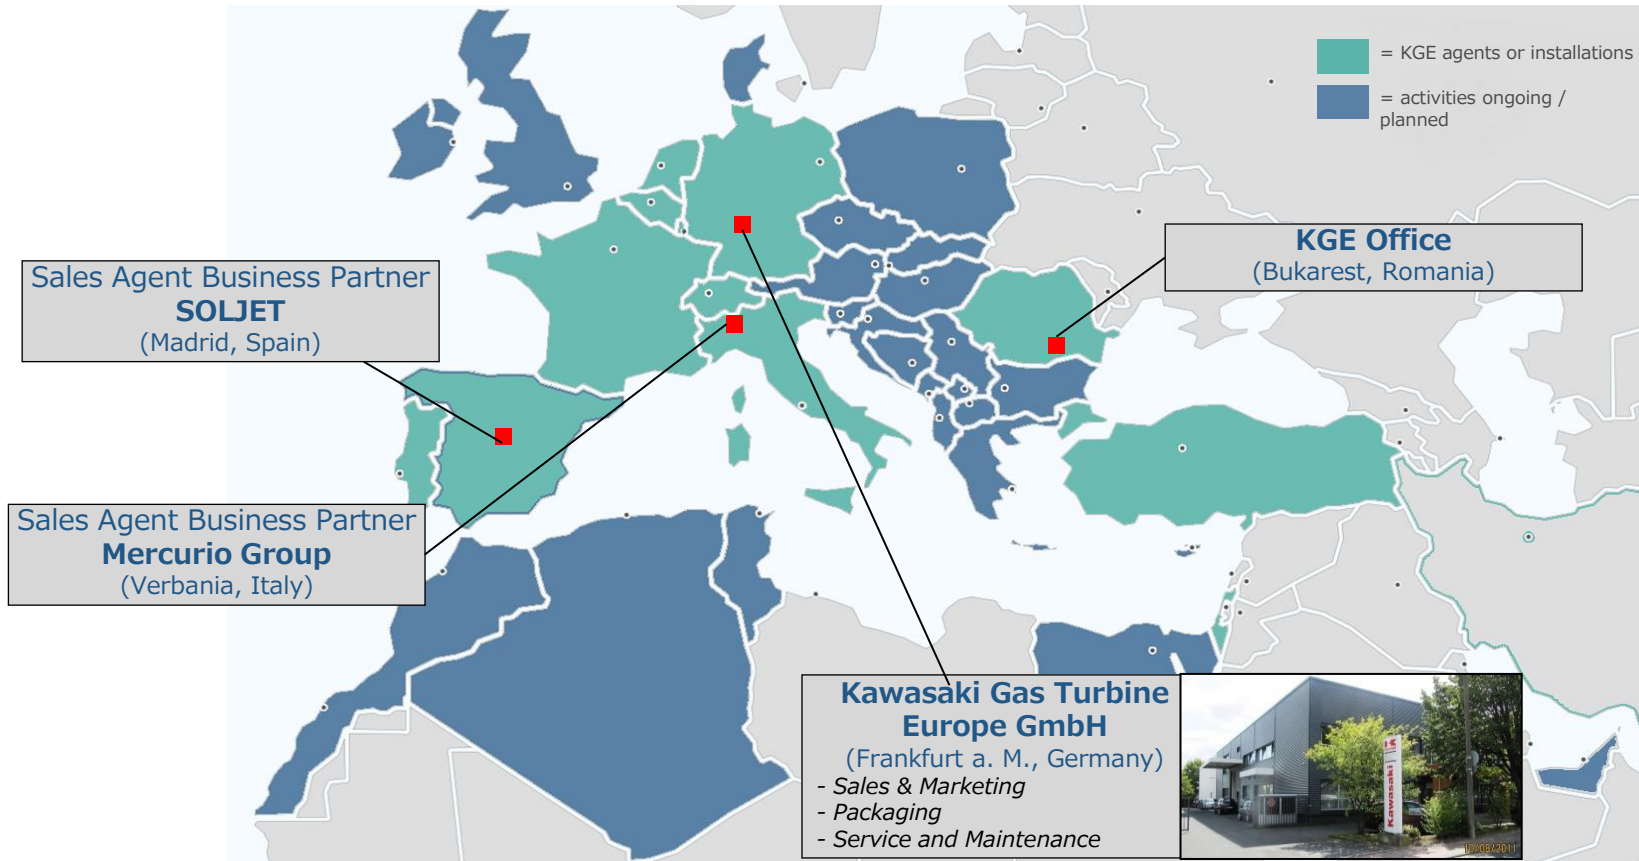 = KGE agents or installations
= activities ongoing /
planned
KGE Office
(Bukarest, Romania)
Sales Agent Business Partner
SOLJET
(Madrid, Spain)
Sales Agent Business Partner
Mercurio Group
(Verbania, Italy)
Kawasaki Gas Turbine
Europe GmbH
(Frankfurt a. M., Germany)
- Sales & Marketing
- Packaging
- Service and Maintenance
Kawasaki